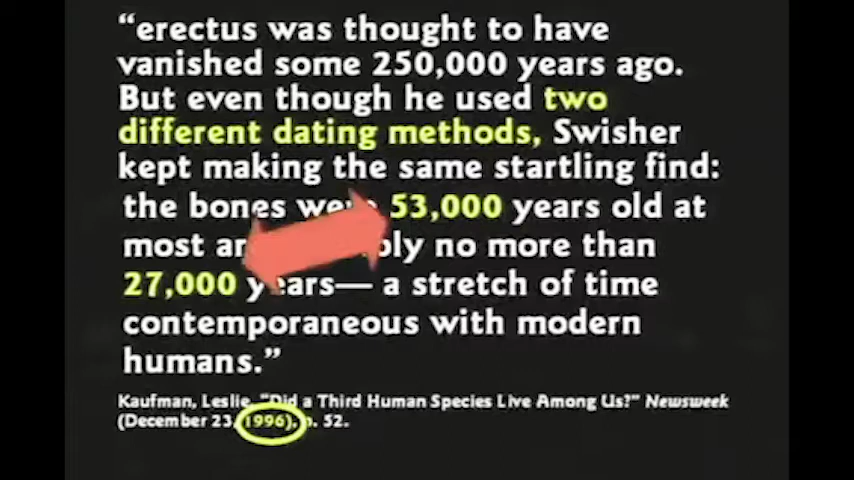 “erectus was thought to have
vanished some 250,000 years ago.
But even though he used two
different dating methods, Swisher
kept making the same startling find:
the bones 53,000 years old at
most no more than
27,000 years— a stretch of time
contemporaneous with modern
humans.”
Kaufman, Leslie, "Did a Third Human Species Live Among Us?" Newsweek
(December 23, 1996), p. 52.